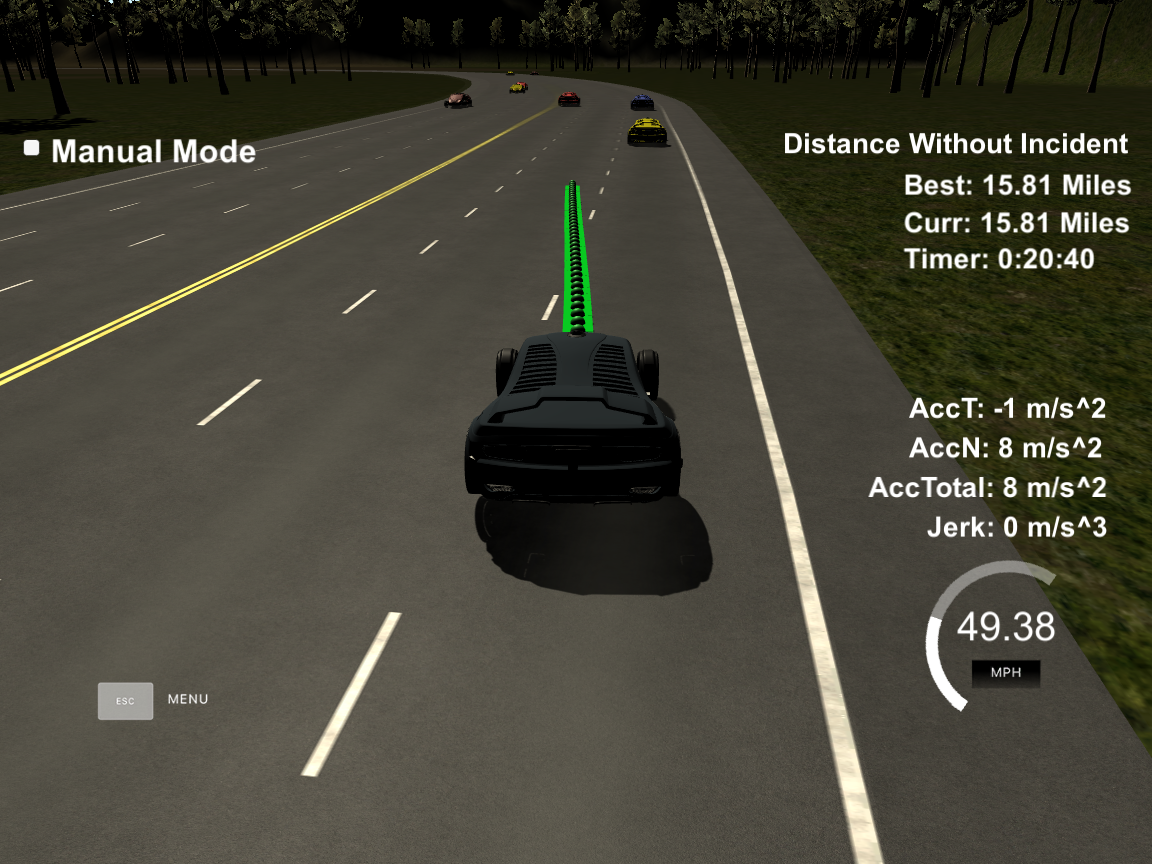 Manual Mode
Distance Without Incident
Best: 15.81 Miles
Curr: 15.81 Miles
Timer: 0:20:40
AccT: -1 m/s^2
AccN: 8 m/s^2
AccTotal: 8 m/s^2
Jerk: 0 m/s^3
49.38
MPH
ESC MENU